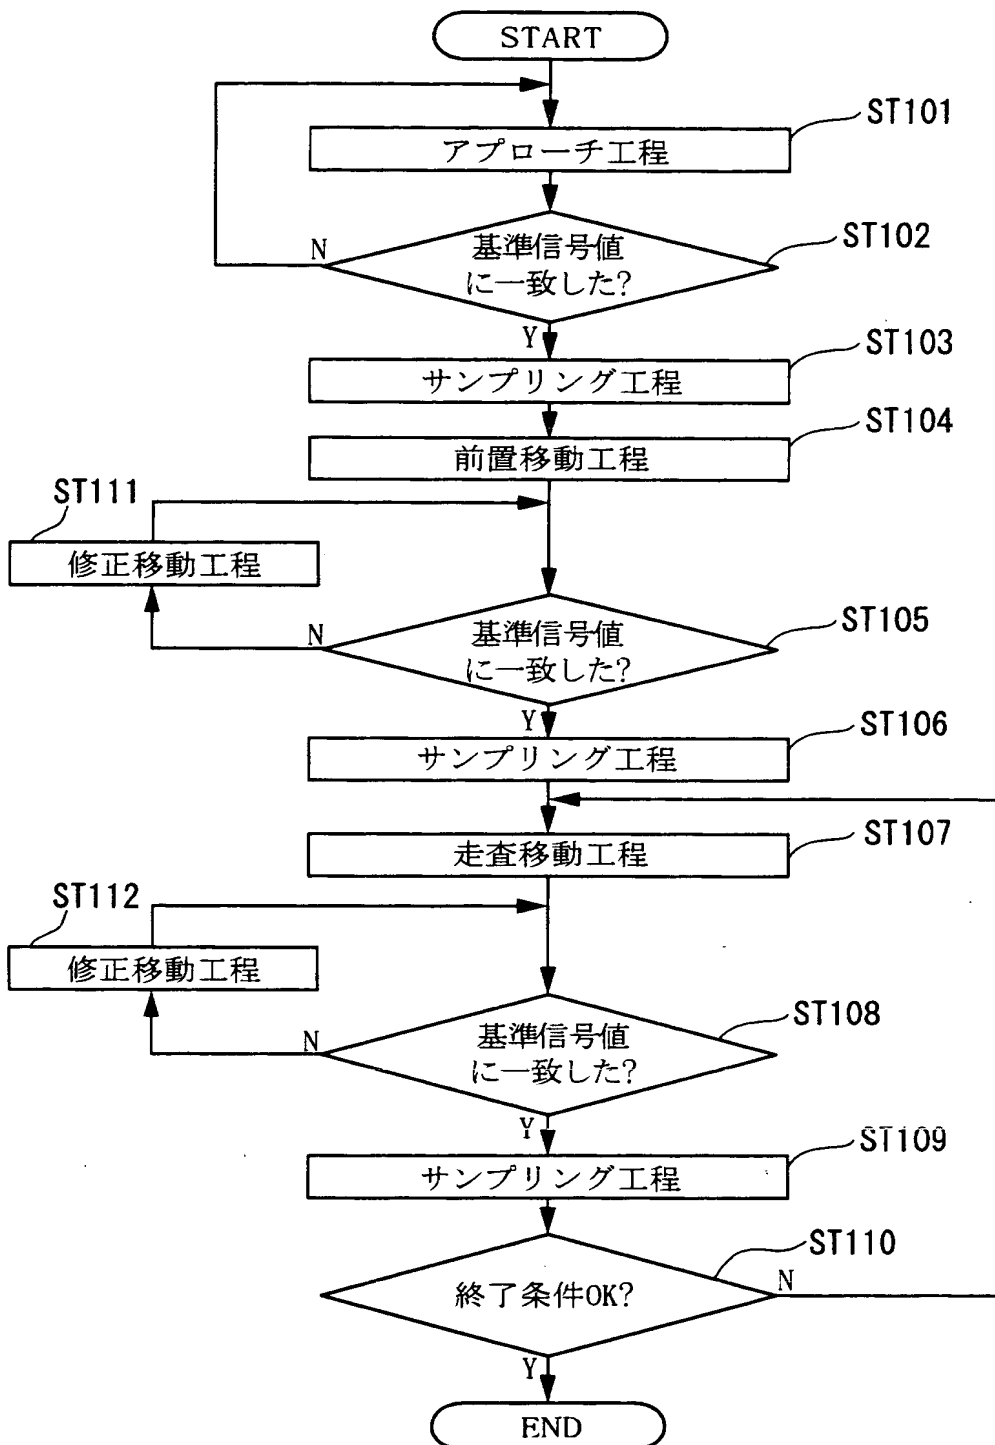 START
ST101
アプローチ工程
ST102
基準信号値
に一致した?
N
Y
ST103
サンプリング工程
ST104
前置移動工程
ST111
修正移動工程
ST105
基準信号値
に一致した?
N
Y
ST106
サンプリング工程
ST107
走査移動工程
ST112
修正移動工程
ST108
基準信号値
に一致した?
N
Y
ST109
サンプリング工程
ST110
終了条件OK?
N
Y
END